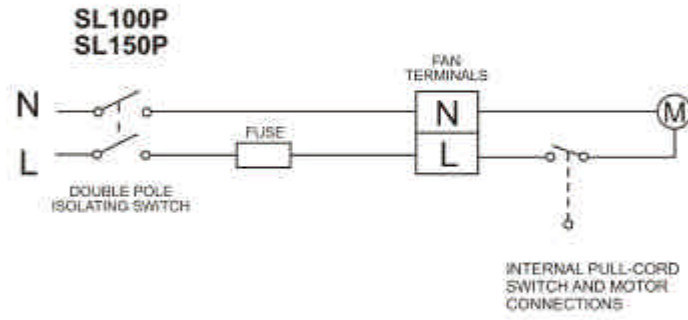 SL100P
SL150P
FAN
TERMINALS
N
N
M
FUSE
L
L
DOUBLE POLE
ISOLATING SWITCH
INTERNAL PULL-CORD
SWITCH AND MOTOR
CONNECTIONS